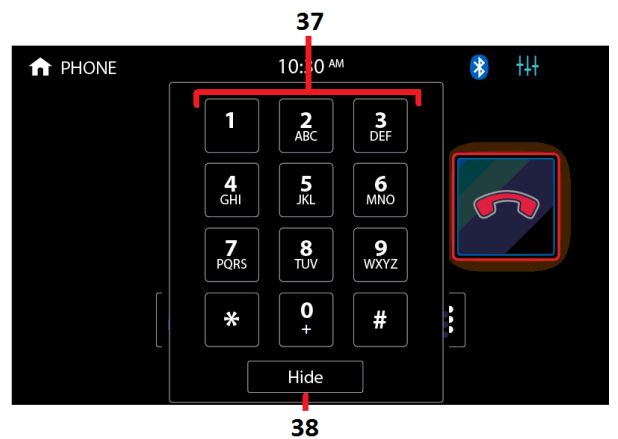 37
PHONE 10:30 AM
1 2 3
ABC DEF
4 5 6
GHI JKL MNO
7 8 9
PQRS TUV WXYZ
* 0 #
+
Hide
38